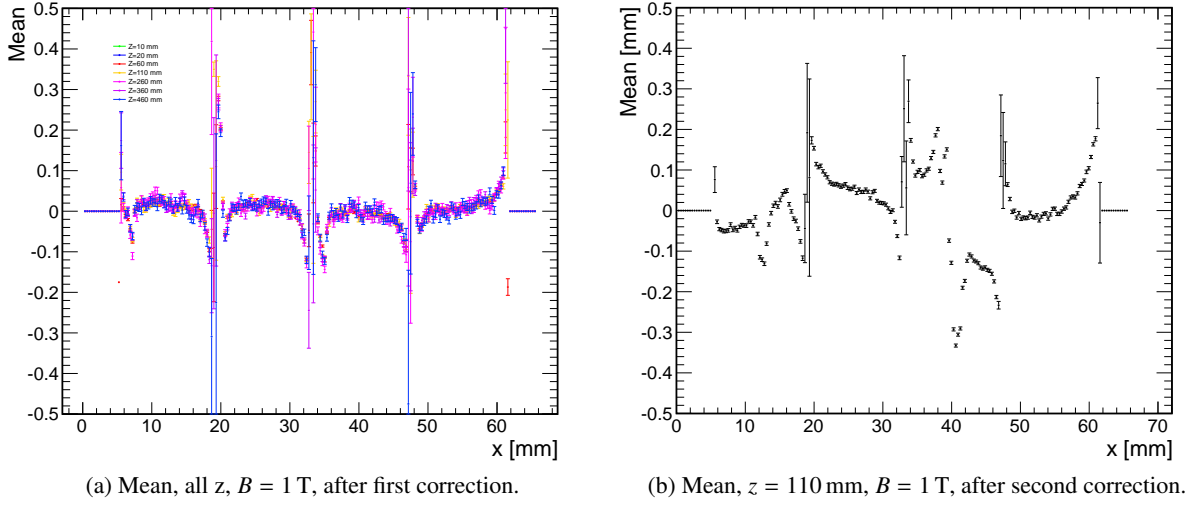 Mean
0.5
0.4
0.3
0.2
0.1
0
-0.1
-0.2
-0.3
-0.4
-0.5
Z=10 mm
Z=20 mm
Z=60 mm
Z=110 mm
Z=260 mm
Z=360 mm
Z=460 mm
0 10 20 30 40 50 60
x [mm]
(a) Mean, all z, B = 1 T, after first correction.
Mean [mm]
0.5
0.4
0.3
0.2
0.1
0
-0.1
-0.2
-0.3
-0.4
-0.5
0 10 20 30 40 50 60 70
x [mm]
(b) Mean, z = 110 mm, B = 1 T, after second correction.